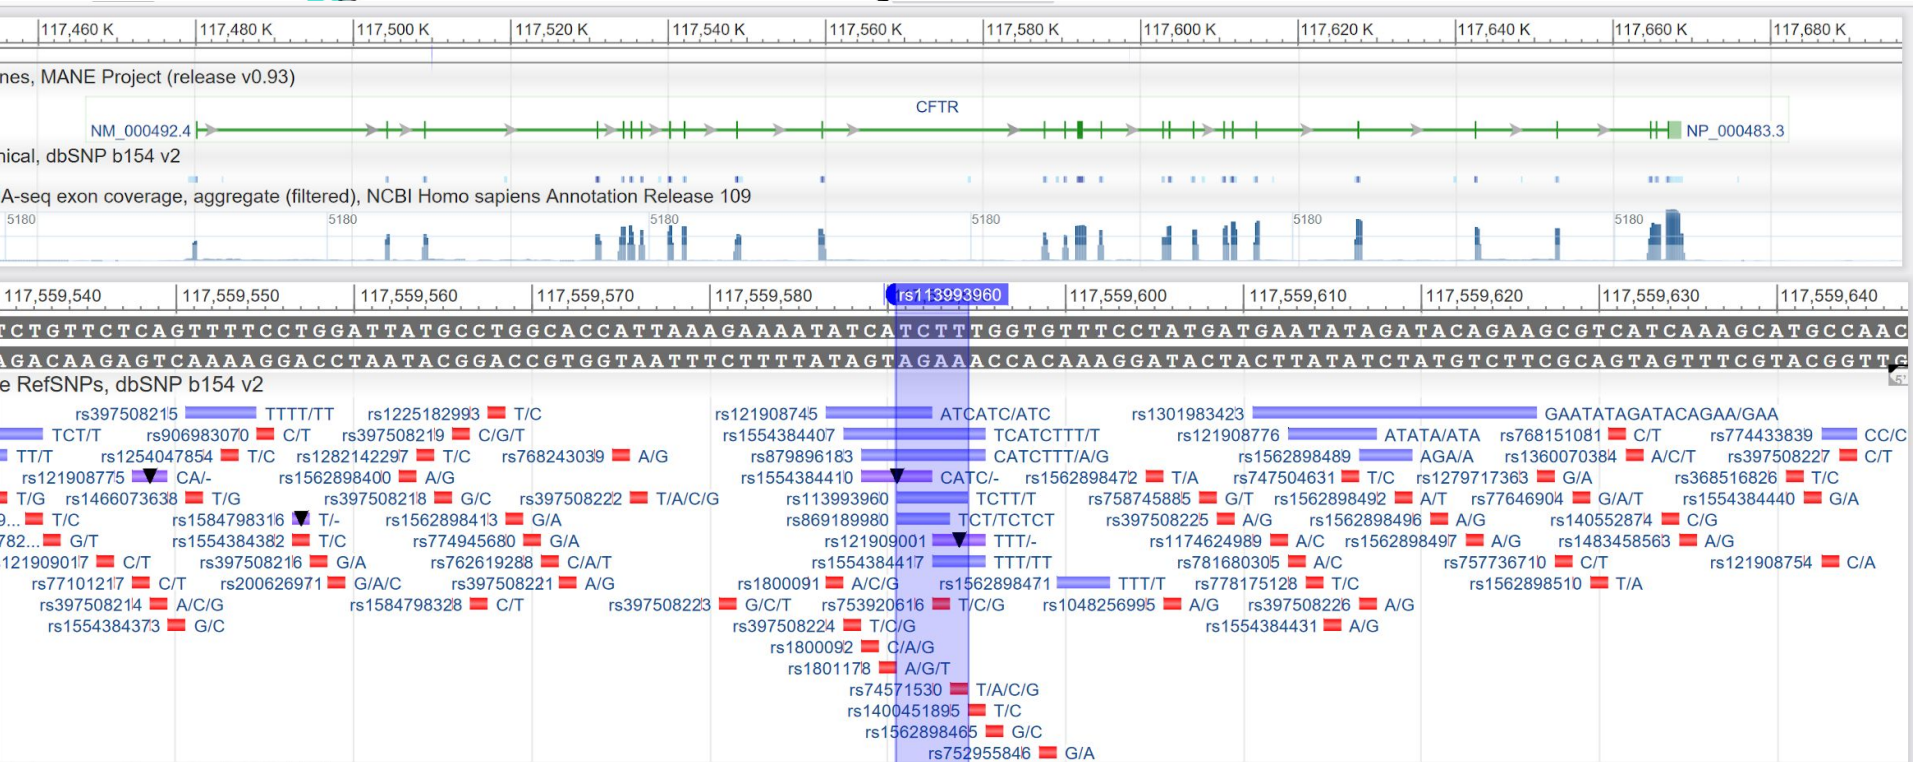 117,460 K 117,480 K 117,500 K 117,520 K 117,540 K 117,560 K 117,580 K 117,600 K 117,620 K 117,640 K 117,660 K 117,680 K
nes, MANE Project (release v0.93)
CFTR
NM_000492.4 NP_000483.3
nical, dbSNP b154 v2
A-seq exon coverage, aggregate (filtered), NCBI Homo sapiens Annotation Release 109
5180 5180 5180 5180 5180 5180
117,559,540 117,559,550 117,559,560 117,559,570 117,559,580 rs113993960 117,559,600 117,559,610 117,559,620 117,559,630 117,559,640
TCTGTTCTCAGTTTTCCTGGATTATGCCTGGCACCATTAAAGAAAATATCATCTTTGGTGTTTCCTATGATGAATATAGATACAGAAGCGTCATCAAAGCATGCCAAC
AGACAAGAGTCAAAAGGACCTAATACGGACCGTGGTAATTTCTTTTATAGTAGAAACCACAAAGGATACTACTTATATCTATGTCTTCGCAGTAGTTTCGTACGGTTG
5'
e RefSNPs, dbSNP b154 v2
rs397508215 TTTT/TT rs1225182993 T/C rs121908745 ATCATC/ATC rs1301983423 GAATATAGATACAGAA/GAA
TCT/T rs906983070 C/T rs397508219 C/G/T rs1554384407 TCATCTTT/T rs121908776 ATATA/ATA rs768151081 C/T rs774433839 CC/C
TT/T rs1254047854 T/C rs1282142297 T/C rs768243039 A/G rs879896183 CATCTTT/A/G rs1562898489 AGA/A rs1360070384 A/C/T rs397508227 C/T
rs121908775 CA/- rs1562898400 A/G rs1554384410 CATC/- rs1562898472 T/A rs747504631 T/C rs1279717363 G/A rs368516826 T/C
T/G rs1466073638 T/G rs397508218 G/C rs397508222 T/A/C/G rs113993960 TCTT/T rs758745885 G/T rs1562898492 A/T rs77646904 G/A/T rs1554384440 G/A
9... T/C rs1584798316 T/- rs1562898413 G/A rs869189980 TCT/TCTCT rs397508225 A/G rs1562898496 A/G rs140552874 C/G
782... G/T rs1554384382 T/C rs774945680 G/A rs121909001 TTT/- rs1174624989 A/C rs1562898497 A/G rs1483458563 A/G
12190901​7 C/T rs397508216 G/A rs762619288 C/A/T rs1554384417 TTT/TT rs781680305 A/C rs757736710 C/T rs121908754 C/A
rs77101217 C/T rs200626971 G/A/C rs397508221 A/G rs1800091 A/C/G rs1562898471 TTT/T rs778175128 T/C rs1562898510 T/A
rs397508214 A/C/G rs1584798328 C/T rs397508223 G/C/T rs753920616 T/C/G rs1048256995 A/G rs397508226 A/G
rs1554384373 G/C rs397508224 T/C/G rs1554384431 A/G
rs1800092 C/A/G
rs1801178 A/G/T
rs74571530 T/A/C/G
rs1400451895 T/C
rs1562898465 G/C
rs752955846 G/A